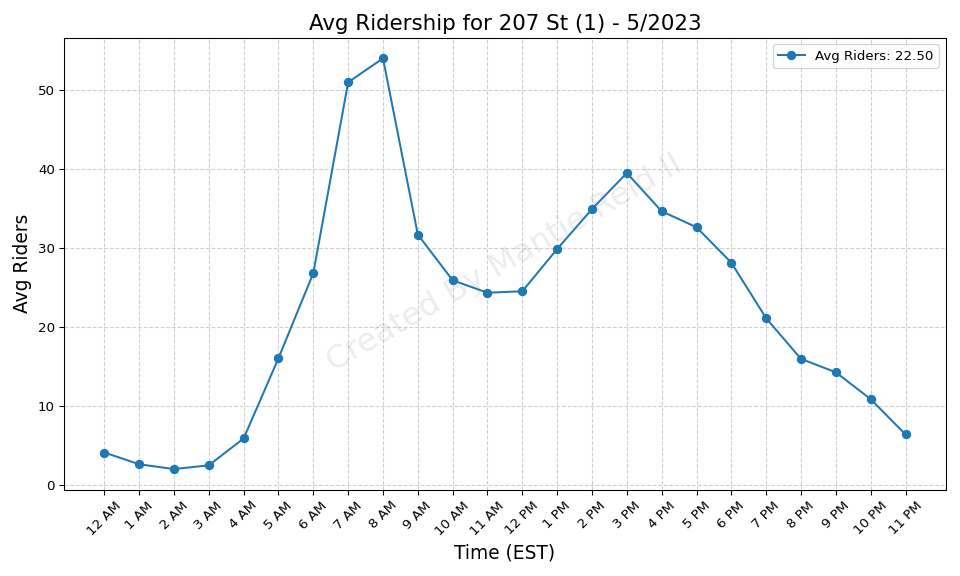 Avg Ridership for 207 St (1) - 5/2023
Avg Riders: 22.50
Avg Riders
50
40
30
20
10
0
Created By Mantie Reid II
12 AM
1 AM
2 AM
3 AM
4 AM
5 AM
6 AM
7 AM
8 AM
9 AM
10 AM
11 AM
12 PM
1 PM
2 PM
3 PM
4 PM
5 PM
6 PM
7 PM
8 PM
9 PM
10 PM
11 PM
Time (EST)